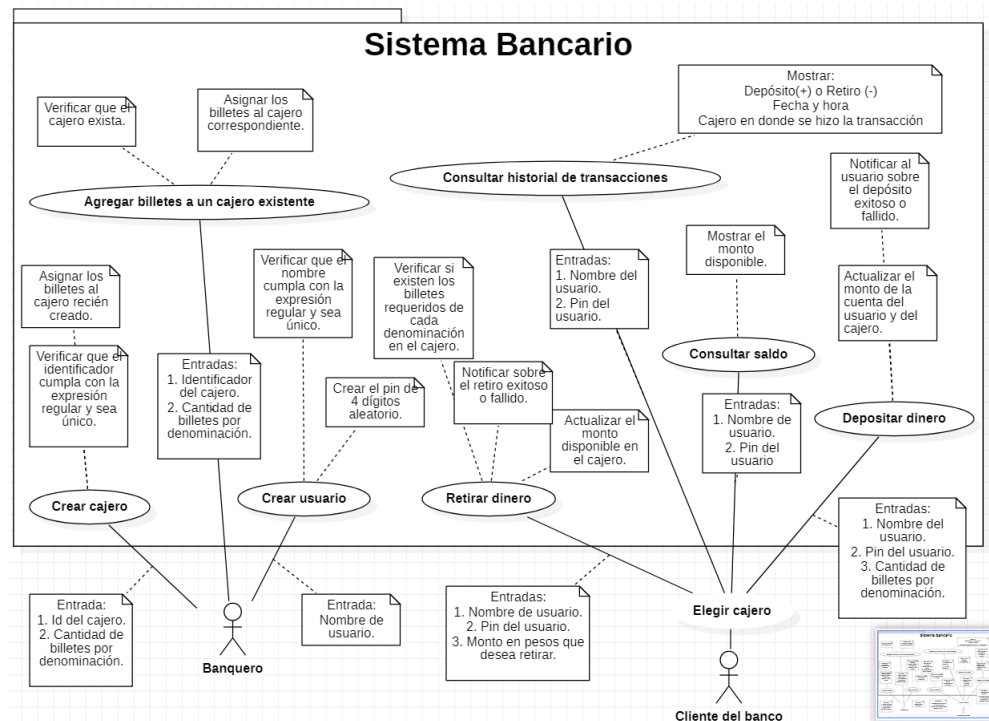 Sistema Bancario
Verificar que el
cajero exista.
Asignar los
billetes al cajero
correspondiente.
Mostrar:
Depósito(+) o Retiro (-)
Fecha y hora
Cajero en donde se hizo la transacción
Agregar billetes a un cajero existente
Consultar historial de transacciones
Notificar al
usuario sobre
el depósito
exitoso o
fallido.
Asignar los
billetes al
cajero recién
creado.
Verificar que el
nombre
cumpla con la
expresión
regular y sea
único.
Verificar si
existen los
billetes
requeridos de
cada
denominación
en el cajero.
Entradas:
1. Nombre del
usuario.
2. Pin del
usuario.
Mostrar el
monto
disponible.
Actualizar el
monto de la
cuenta del
usuario y del
cajero.
Verificar que el
identificador
cumpla con la
expresión
regular y sea
único.
Entradas:
1. Identificador
del cajero.
2. Cantidad de
billetes por
denominación.
Crear el pin de
4 dígitos
aleatorio.
Notificar sobre
el retiro exitoso
o fallido.
Actualizar el
monto
disponible en
el cajero.
Consultar saldo
Entradas:
1. Nombre de
usuario.
2. Pin del
usuario
Depositar dinero
Crear cajero
Crear usuario
Retirar dinero
Entradas:
1. Nombre del
usuario.
2. Pin del usuario.
3. Cantidad de
billetes por
denominación.
Entrada:
1. Id del cajero.
2. Cantidad de
billetes por
denominación.
Banquero
Entrada:
Nombre de
usuario.
Entradas:
1. Nombre de usuario.
2. Pin del usuario.
3. Monto en pesos que
desea retirar.
Elegir cajero
Cliente del banco
Sistema Bancario